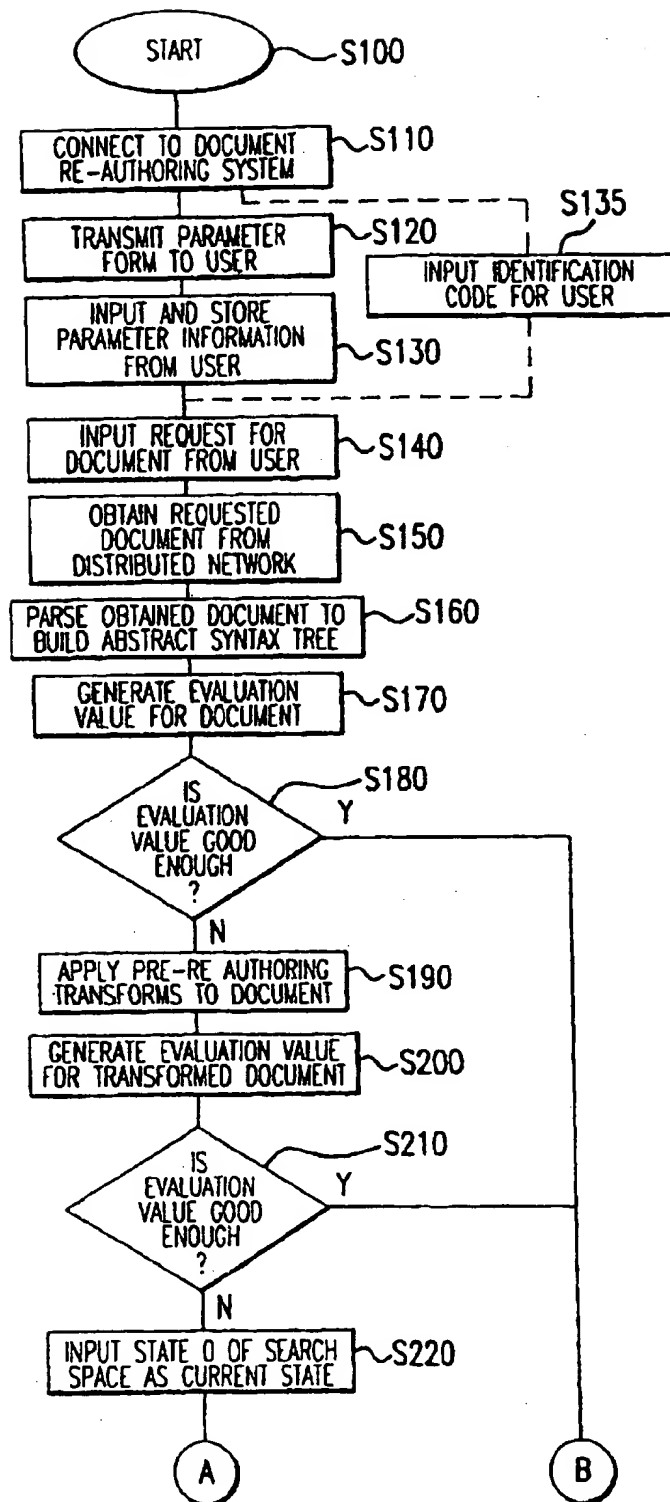 START
S100
CONNECT TO DOCUMENT
RE-AUTHORING SYSTEM
S110
TRANSMIT PARAMETER
FORM TO USER
S120
S135
INPUT IDENTIFICATION
CODE FOR USER
INPUT AND STORE
PARAMETER INFORMATION
FROM USER
S130
INPUT REQUEST FOR
DOCUMENT FROM USER
S140
OBTAIN REQUESTED
DOCUMENT FROM
DISTRIBUTED NETWORK
S150
PARSE OBTAINED DOCUMENT TO
BUILD ABSTRACT SYNTAX TREE
S160
GENERATE EVALUATION
VALUE FOR DOCUMENT
S170
IS
EVALUATION
VALUE GOOD
ENOUGH
?
S180
Y
N
APPLY PRE-RE AUTHORING
TRANSFORMS TO DOCUMENT
S190
GENERATE EVALUATION VALUE
FOR TRANSFORMED DOCUMENT
S200
IS
EVALUATION
VALUE GOOD
ENOUGH
?
S210
Y
N
INPUT STATE 0 OF SEARCH
SPACE AS CURRENT STATE
S220
A
B